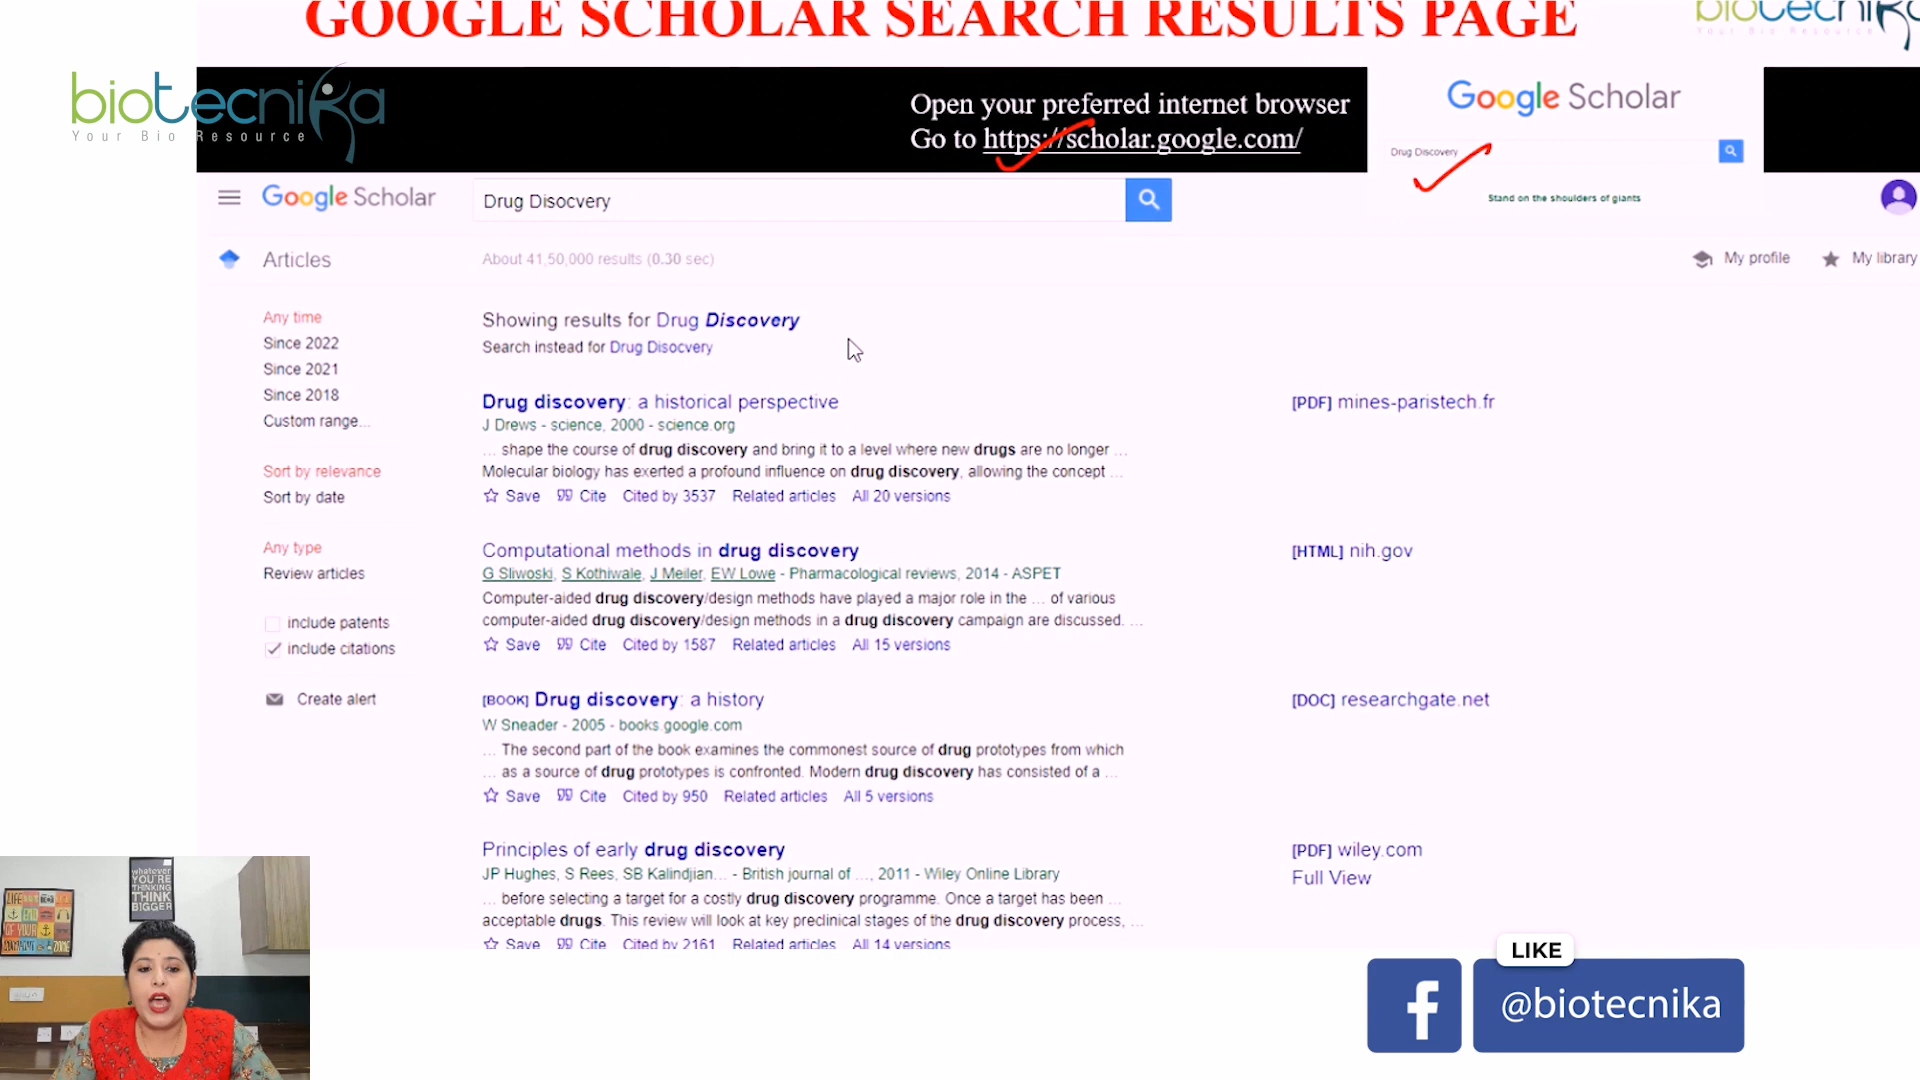 GOOGLE SCHOLAR SEARCH RESULTS PAGE
biotecnika
Your Bio Resource
Open your preferred internet browser
Go to https://scholar.google.com/
Google Scholar
Drug Discovery
Stand on the shoulders of giants
Google Scholar
Drug Disocvery
Articles
About 41,50,000 results (0.30 sec)
My profile
My library
Any time
Since 2022
Since 2021
Since 2018
Custom range...
Sort by relevance
Sort by date
Any type
Review articles
include patents
include citations
Create alert
Showing results for Drug Discovery
Search instead for Drug Disocvery
Drug discovery: a historical perspective
[PDF] mines-paristech.fr
J Drews - science, 2000 - science.org
... shape the course of drug discovery and bring it to a level where new drugs are no longer ...
Molecular biology has exerted a profound influence on drug discovery, allowing the concept ...
Save Cite Cited by 3537 Related articles All 20 versions
Computational methods in drug discovery
[HTML] nih.gov
G Sliwoski, S Kothiwale, J Meiler, EW Lowe - Pharmacological reviews, 2014 - ASPET
Computer-aided drug discovery/design methods have played a major role in the ... of various
computer-aided drug discovery/design methods in a drug discovery campaign are discussed. ...
Save Cite Cited by 1587 Related articles All 15 versions
[BOOK] Drug discovery: a history
[DOC] researchgate.net
W Sneader - 2005 - books.google.com
... The second part of the book examines the commonest source of drug prototypes from which
... as a source of drug prototypes is confronted. Modern drug discovery has consisted of a ...
Save Cite Cited by 950 Related articles All 5 versions
Principles of early drug discovery
[PDF] wiley.com
JP Hughes, S Rees, SB Kalindjian... - British journal of ..., 2011 - Wiley Online Library
Full View
... before selecting a target for a costly drug discovery programme. Once a target has been ...
acceptable drugs. This review will look at key preclinical stages of the drug discovery process, ...
Save Cite Cited by 2161 Related articles All 14 versions
whatever
YOU'RE
THINKING
THINK
BIGGER
LIKE
f
@biotecnika